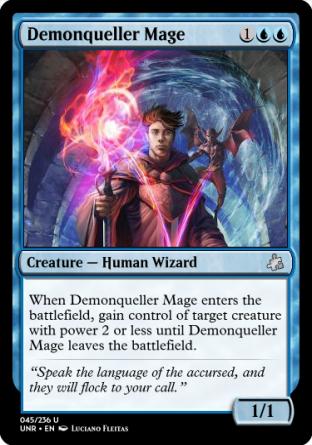 Demonqueller Mage 1
Creature — Human Wizard
When Demonqueller Mage enters the
battlefield, gain control of target creature
with power 2 or less until Demonqueller
Mage leaves the battlefield.
“Speak the language of the accursed, and
they will flock to your call.”
1/1
045/236 U
UNR • EN Luciano Fleitas